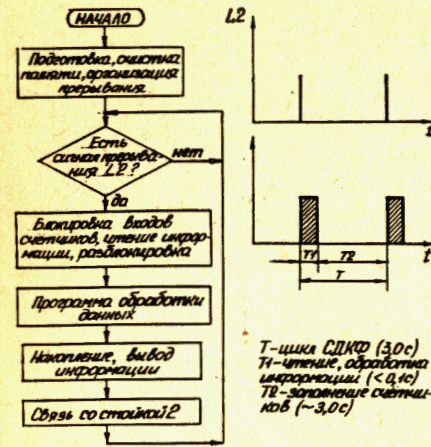 НАЧАЛО
Подготовка, очистка
памяти, организация
прерывания
Есть
сигнал прерыва-
ния L2?
нет
да
Блокировка входов
счетчиков, чтение инфор-
мации, разблокировка
Программа обработки
данных
Накопление, вывод
информации
Связь со стойкой 2
L2
t
t
T1
T2
T
Т-цикл СДКФ (3,0с)
Т1-чтение, обработка
информации (<0,1с)
Т2-заполнение счетчи-
ков (~3,0с)